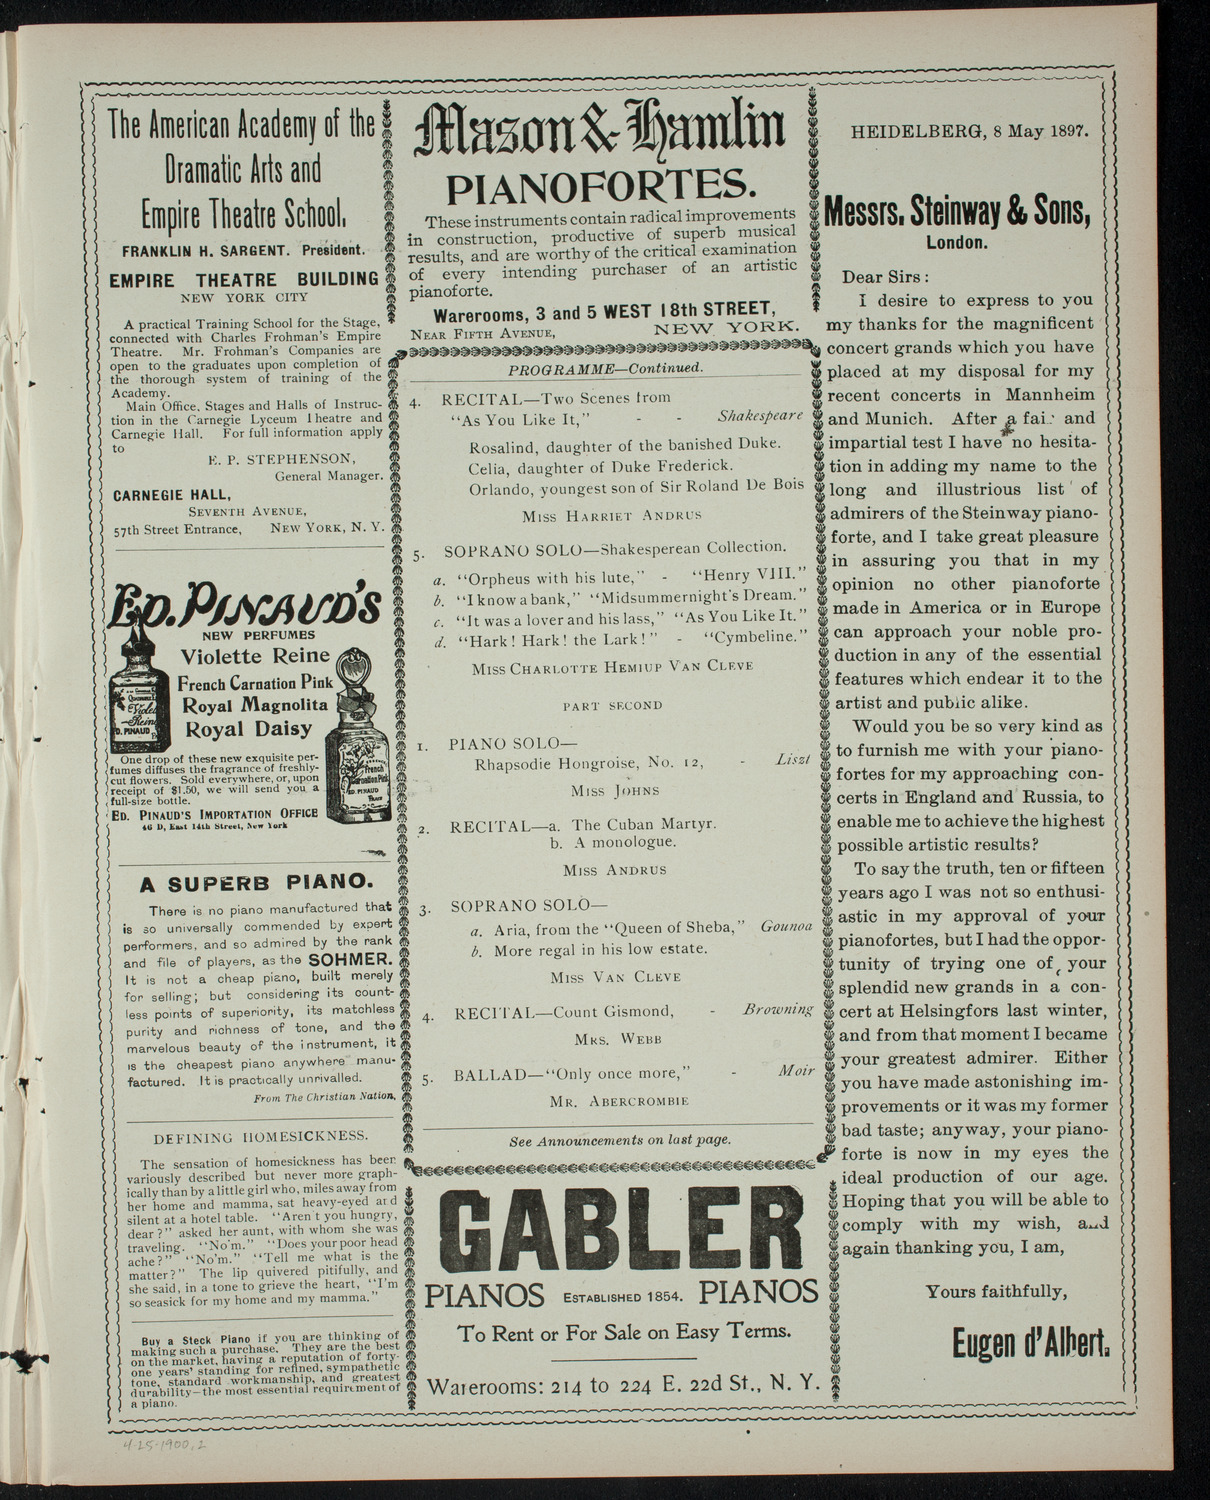 The American Academy of the
Dramatic Arts and
Empire Theatre School.
FRANKLIN H. SARGENT. President.
EMPIRE THEATRE BUILDING
NEW YORK CITY
A practical Training School for the Stage,
connected with Charles Frohman's Empire
Theatre. Mr. Frohman's Companies are
open to the graduates upon completion of
the thorough system of training of the
Academy.
Main Office, Stages and Halls of Instruc-
tion in the Carnegie Lyceum Theatre and
Carnegie Hall. For full information apply
to
E. P. STEPHENSON,
General Manager.
CARNEGIE HALL,
SEVENTH AVENUE,
57th Street Entrance, NEW YORK, N. Y.
ED. PINAUD'S
NEW PERFUMES
Violette Reine
French Carnation Pink
Royal Magnolita
Royal Daisy
One drop of these new exquisite per-
fumes diffuses the fragrance of freshly-
cut flowers. Sold everywhere, or, upon
receipt of $1.50, we will send you a
full-size bottle.
ED. PINAUD'S IMPORTATION OFFICE
46 D, East 14th Street, New York
A SUPERB PIANO.
There is no piano manufactured that
is so universally commended by expert
performers, and so admired by the rank
and file of players, as the SOHMER.
It is not a cheap piano, built merely
for selling; but considering its count-
less points of superiority, its matchless
purity and richness of tone, and the
marvelous beauty of the instrument, it
is the cheapest piano anywhere manu-
factured. It is practically unrivalled.
From The Christian Nation,
DEFINING HOMESICKNESS.
The sensation of homesickness has been
variously described but never more graph-
ically than by a little girl who, miles away from
her home and mamma, sat heavy-eyed and
silent at a hotel table. "Aren't you hungry,
dear?" asked her aunt, with whom she was
traveling. "No'm." "Does your poor head
ache?" "No'm." "Tell me what is the
matter?" The lip quivered pitifully, and
she said, in a tone to grieve the heart, "I'm
so seasick for my home and my mamma."
Buy a Steck Piano if you are thinking of
making such a purchase. They are the best
on the market, having a reputation of forty-
one years' standing for refined, sympathetic
tone, standard workmanship, and greatest
durability—the most essential requirement of
a piano.
4-25-1900, 2
Mason & Hamlin
PIANOFORTES.
These instruments contain radical improvements
in construction, productive of superb musical
results, and are worthy of the critical examination
of every intending purchaser of an artistic
pianoforte.
Warerooms, 3 and 5 WEST 18th STREET,
NEAR FIFTH AVENUE, NEW YORK.
PROGRAMME—Continued.
4. RECITAL—Two Scenes from
"As You Like It," - - Shakespeare
Rosalind, daughter of the banished Duke.
Celia, daughter of Duke Frederick.
Orlando, youngest son of Sir Roland De Bois
MISS HARRIET ANDRUS
5. SOPRANO SOLO—Shakesperean Collection.
a. "Orpheus with his lute," - "Henry VIII."
b. "I know a bank," "Midsummernight's Dream."
c. "It was a lover and his lass," "As You Like It."
d. "Hark! Hark! the Lark!" - "Cymbeline."
MISS CHARLOTTE HEMIUP VAN CLEVE
PART SECOND
1. PIANO SOLO—
Rhapsodie Hongroise, No. 12, - Liszt
MISS JOHNS
2. RECITAL—a. The Cuban Martyr.
b. A monologue.
MISS ANDRUS
3. SOPRANO SOLO—
a. Aria, from the "Queen of Sheba," Gounoa
b. More regal in his low estate.
MISS VAN CLEVE
4. RECITAL—Count Gismond, - Browning
MRS. WEBB
5. BALLAD—"Only once more," - Moir
MR. ABERCROMBIE
See Announcements on last page.
GABLER
PIANOS ESTABLISHED 1854. PIANOS
To Rent or For Sale on Easy Terms.
Warerooms: 214 to 224 E. 22d St., N. Y.
HEIDELBERG, 8 May 1897.
Messrs. Steinway & Sons,
London.
Dear Sirs:
I desire to express to you
my thanks for the magnificent
concert grands which you have
placed at my disposal for my
recent concerts in Mannheim
and Munich. After a fair and
impartial test I have no hesita-
tion in adding my name to the
long and illustrious list of
admirers of the Steinway piano-
forte, and I take great pleasure
in assuring you that in my
opinion no other pianoforte
made in America or in Europe
can approach your noble pro-
duction in any of the essential
features which endear it to the
artist and public alike.
Would you be so very kind as
to furnish me with your piano-
fortes for my approaching con-
certs in England and Russia, to
enable me to achieve the highest
possible artistic results?
To say the truth, ten or fifteen
years ago I was not so enthusi-
astic in my approval of your
pianofortes, but I had the oppor-
tunity of trying one of your
splendid new grands in a con-
cert at Helsingfors last winter,
and from that moment I became
your greatest admirer. Either
you have made astonishing im-
provements or it was my former
bad taste; anyway, your piano-
forte is now in my eyes the
ideal production of our age.
Hoping that you will be able to
comply with my wish, and
again thanking you, I am,
Yours faithfully,
Eugen d'Albert.